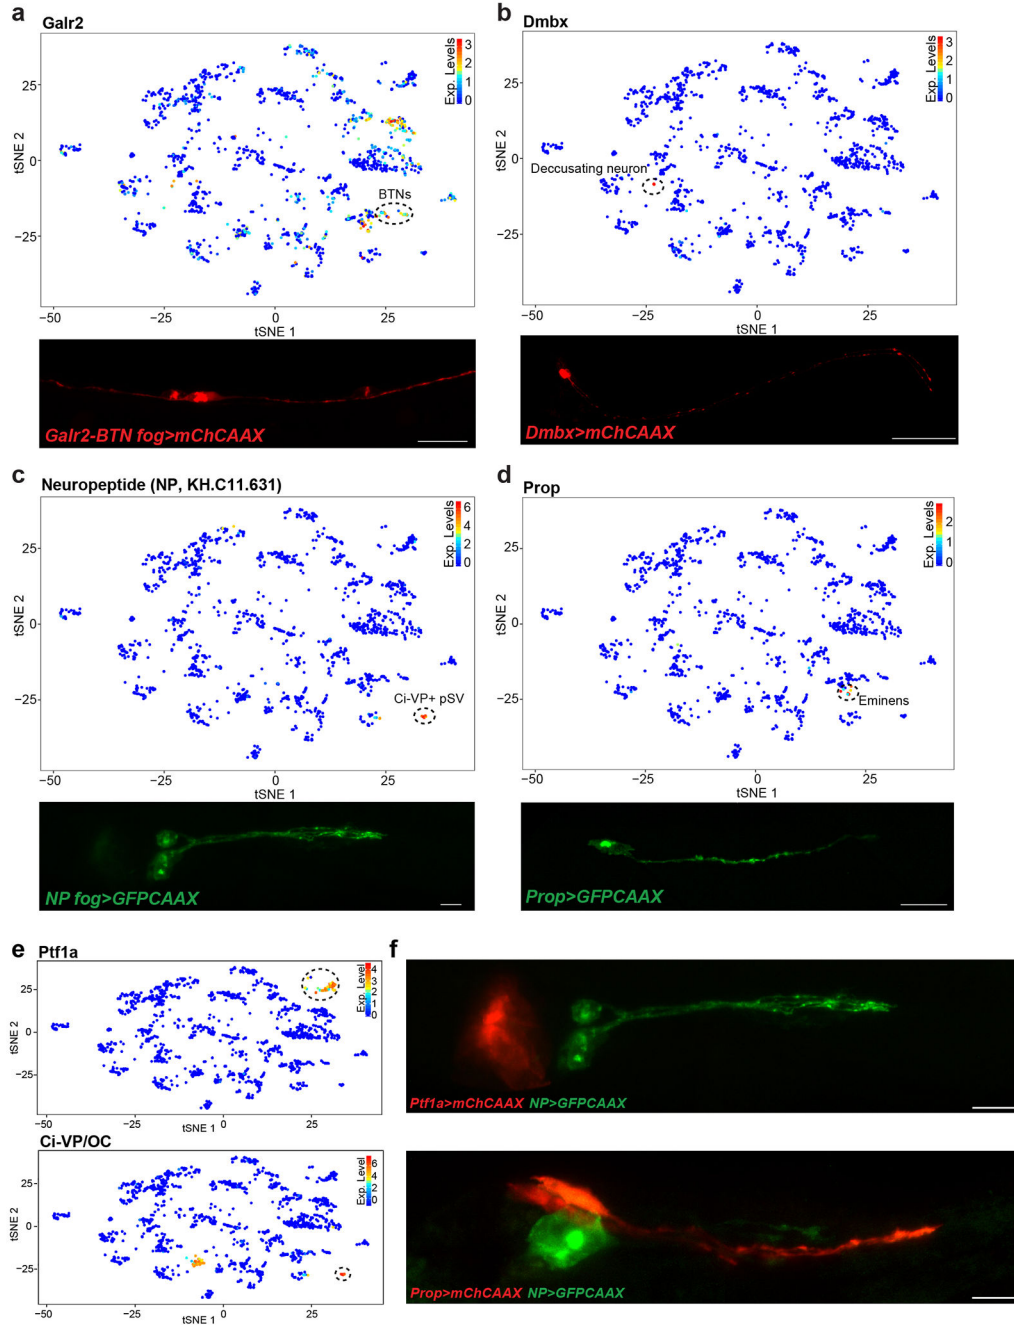 a
Galr2
Exp. Levels
3
2
1
0
25
0
−25
tSNE 2
BTNs
−50
−25
0
25
tSNE 1
Galr2-BTN fog>mChCAAX
b
Dmbx
Exp. Levels
3
2
1
0
25
0
−25
tSNE 2
Deccusating neuron
−50
−25
0
25
tSNE 1
Dmbx>mChCAAX
c
Neuropeptide (NP, KH.C11.631)
Exp. Levels
6
4
2
0
25
0
−25
tSNE 2
Ci-VP+ pSV
−50
−25
0
25
tSNE 1
NP fog>GFPCAAX
d
Prop
Exp. Levels
2
1
0
25
0
−25
tSNE 2
Eminens
−50
−25
0
25
tSNE 1
Prop>GFPCAAX
e
Ptf1a
Exp. Level
4
3
2
1
0
25
0
−25
tSNE 2
−50
−25
0
25
tSNE 1
Ci-VP/OC
Exp. Level
6
4
2
0
25
0
−25
tSNE 2
−50
−25
0
25
tSNE 1
f
Ptf1a>mChCAAX NP>GFPCAAX
Prop>mChCAAX NP>GFPCAAX